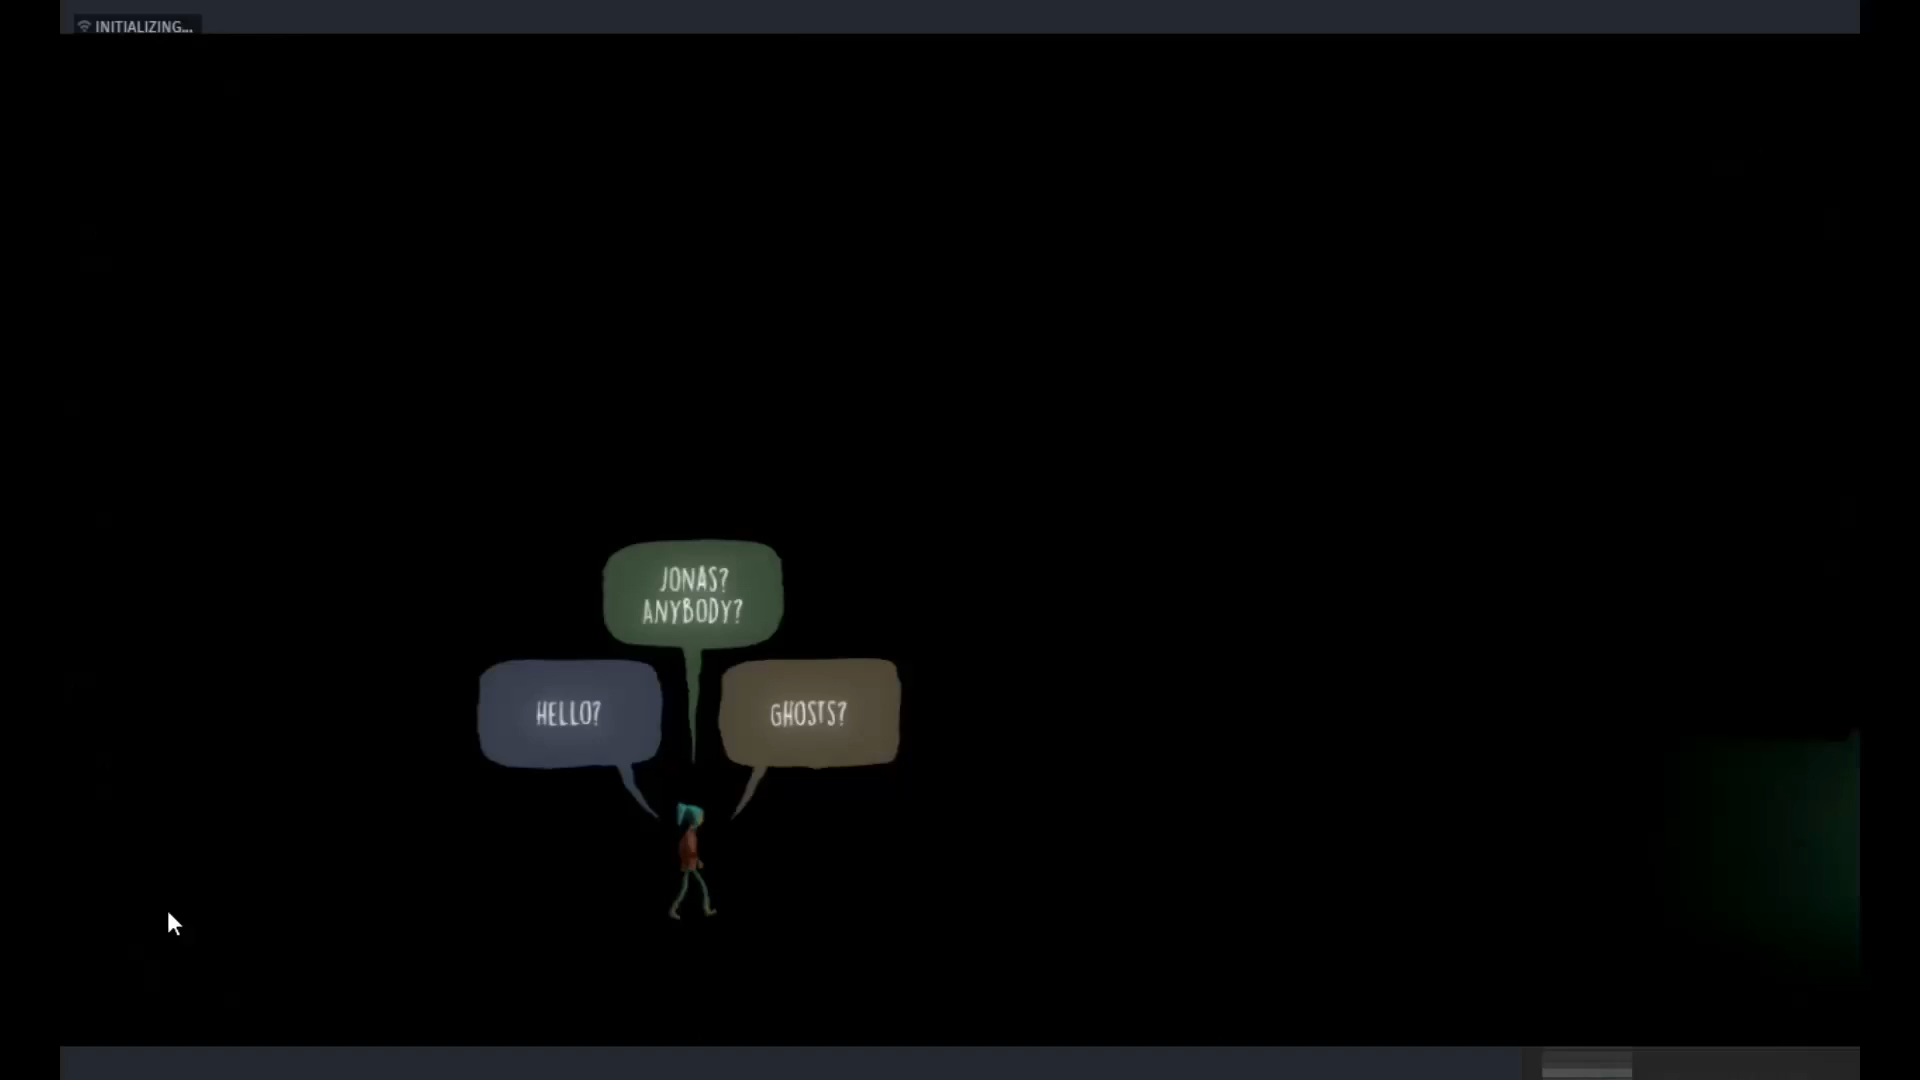 INITIALIZING...
JONAS?
ANYBODY?
HELLO?
GHOSTS?